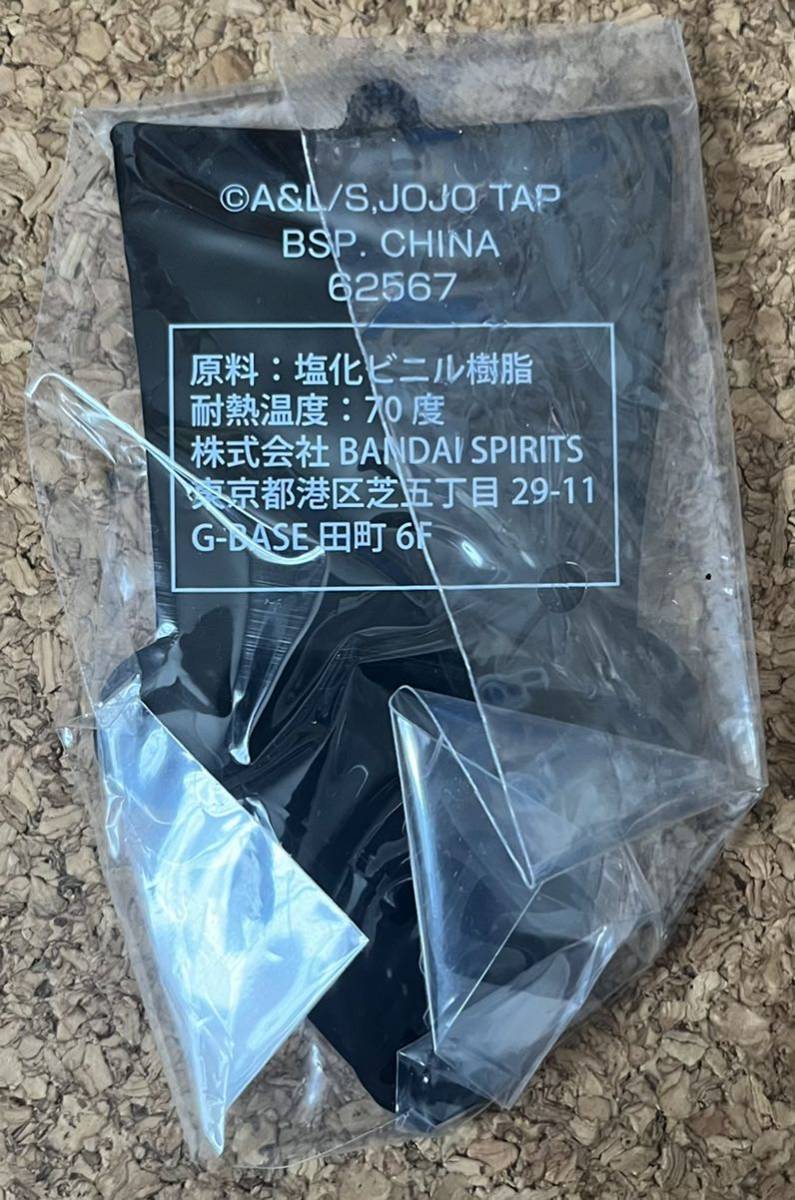 ©A&L/S,JOJO TAP
BSP. CHINA
62567
原料：塩化ビニル樹脂
耐熱温度：70 度
株式会社 BANDAI SPIRITS
東京都港区芝五丁目 29-11
G-BASE 田町 6F